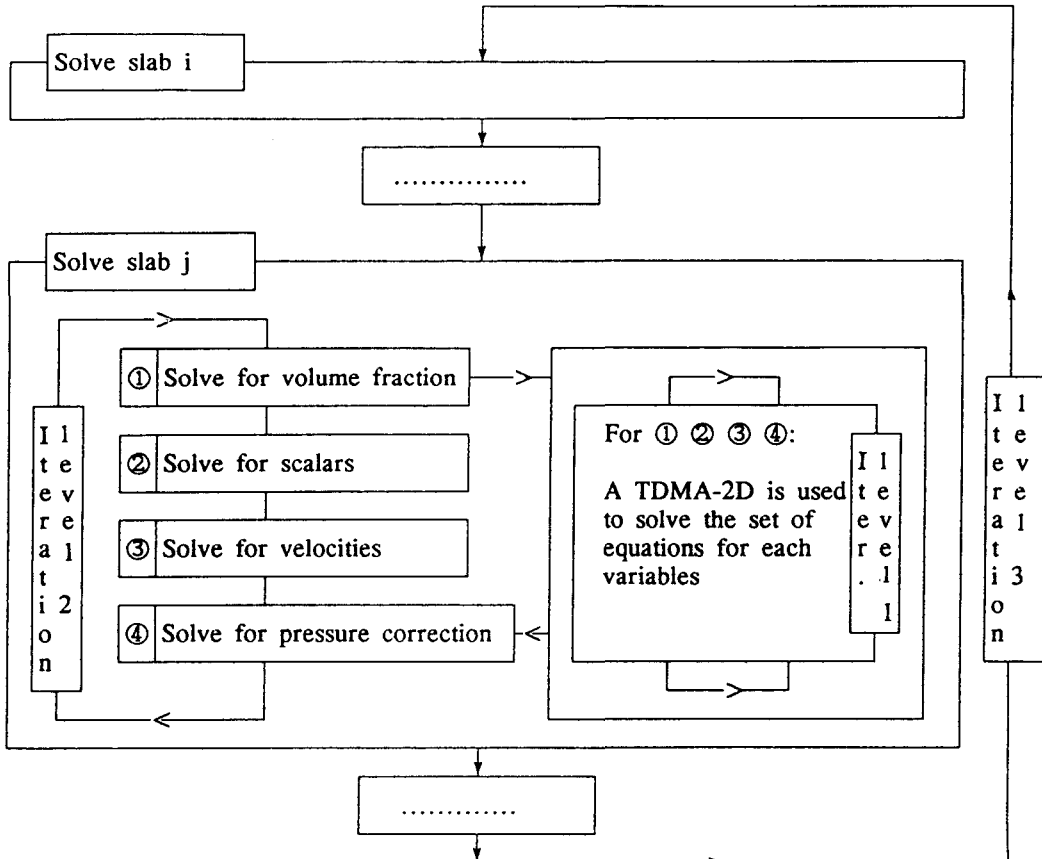 Solve slab i
...............
Solve slab j
① Solve for volume fraction
② Solve for scalars
③ Solve for velocities
④ Solve for pressure correction
Iteration
level 2
For ① ② ③ ④:
A TDMA-2D is used
to solve the set of
equations for each
variables
Iter.
level 1
Iteration
level 3
.............